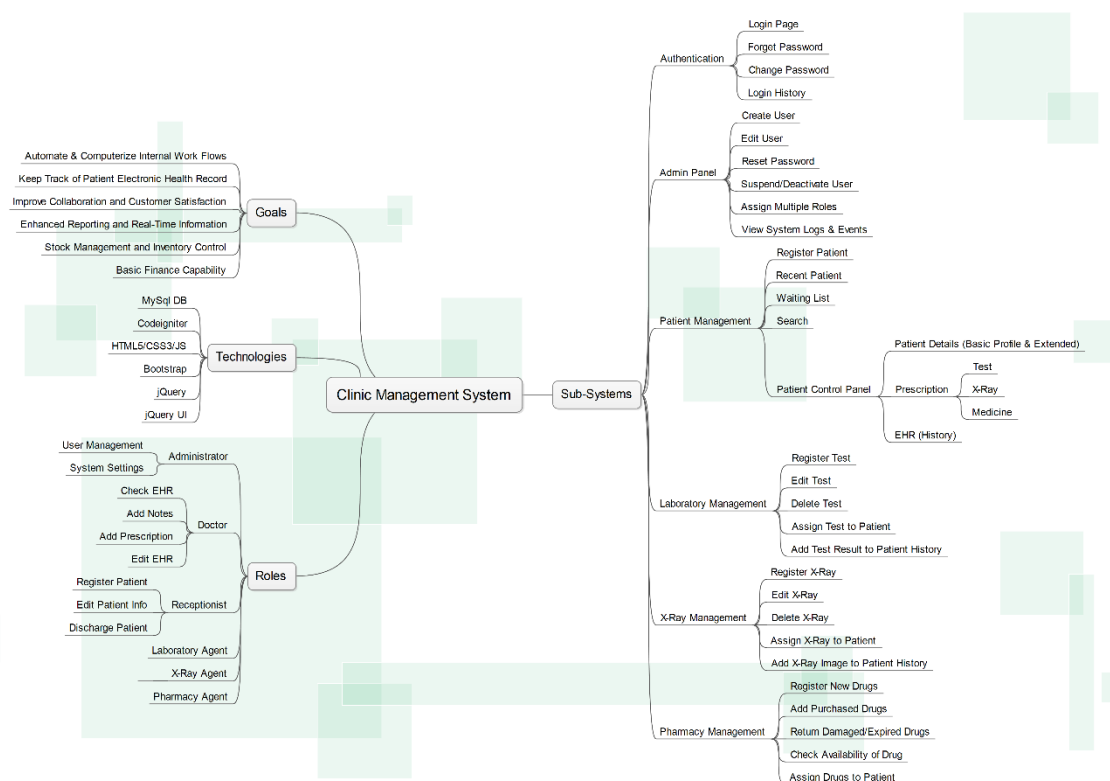 Clinic Management System
Goals
Automate & Computerize Internal Work Flows
Keep Track of Patient Electronic Health Record
Improve Collaboration and Customer Satisfaction
Enhanced Reporting and Real-Time Information
Stock Management and Inventory Control
Basic Finance Capability
Technologies
MySql DB
Codeigniter
HTML5/CSS3/JS
Bootstrap
jQuery
jQuery UI
Roles
Administrator
User Management
System Settings
Doctor
Check EHR
Add Notes
Add Prescription
Edit EHR
Receptionist
Register Patient
Edit Patient Info
Discharge Patient
Laboratory Agent
X-Ray Agent
Pharmacy Agent
Sub-Systems
Authentication
Login Page
Forget Password
Change Password
Login History
Admin Panel
Create User
Edit User
Reset Password
Suspend/Deactivate User
Assign Multiple Roles
View System Logs & Events
Patient Management
Register Patient
Recent Patient
Waiting List
Search
Patient Control Panel
Patient Details (Basic Profile & Extended)
Prescription
Test
X-Ray
Medicine
EHR (History)
Laboratory Management
Register Test
Edit Test
Delete Test
Assign Test to Patient
Add Test Result to Patient History
X-Ray Management
Register X-Ray
Edit X-Ray
Delete X-Ray
Assign X-Ray to Patient
Add X-Ray Image to Patient History
Pharmacy Management
Register New Drugs
Add Purchased Drugs
Return Damaged/Expired Drugs
Check Availability of Drug
Assign Drugs to Patient